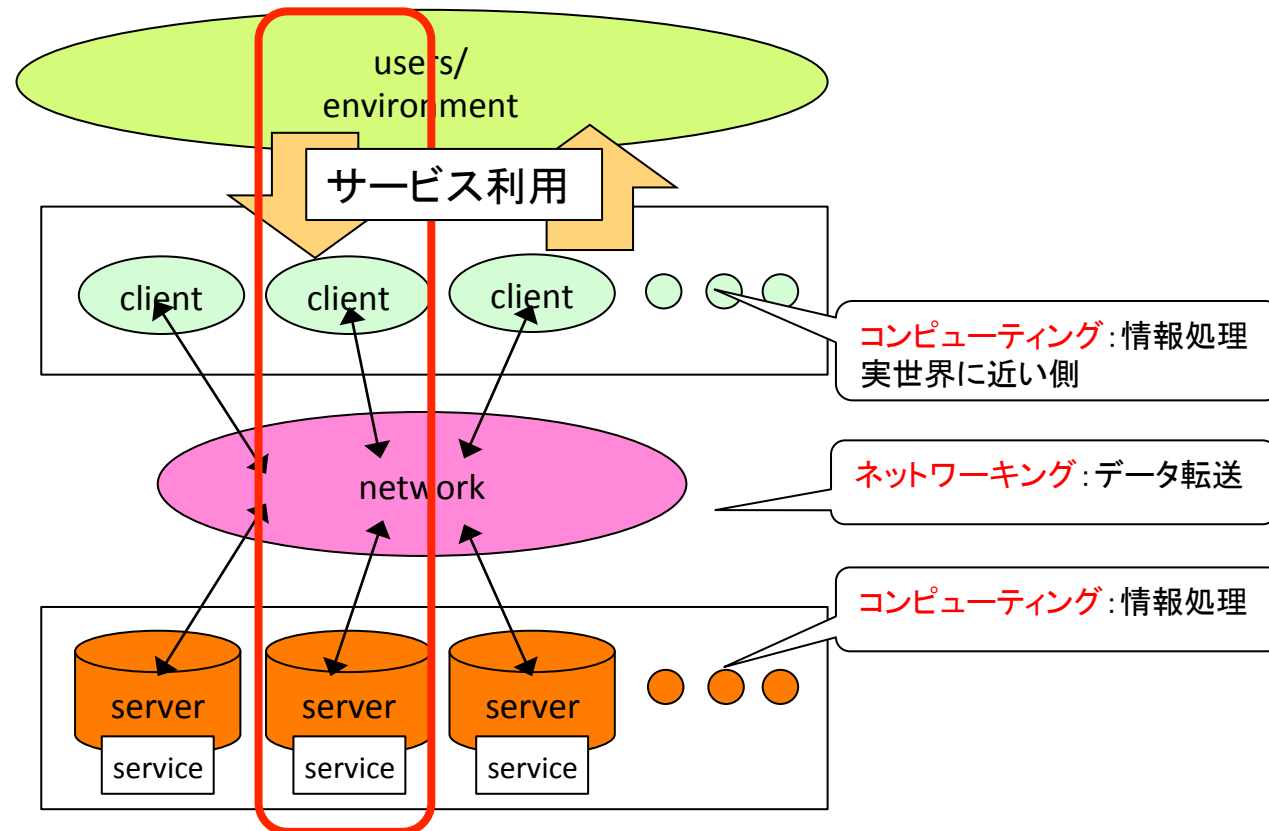 users/
environment
サービス利用
client
client
client
コンピューティング:情報処理
実世界に近い側
network
ネットワーキング:データ転送
コンピューティング:情報処理
server
server
server
service
service
service